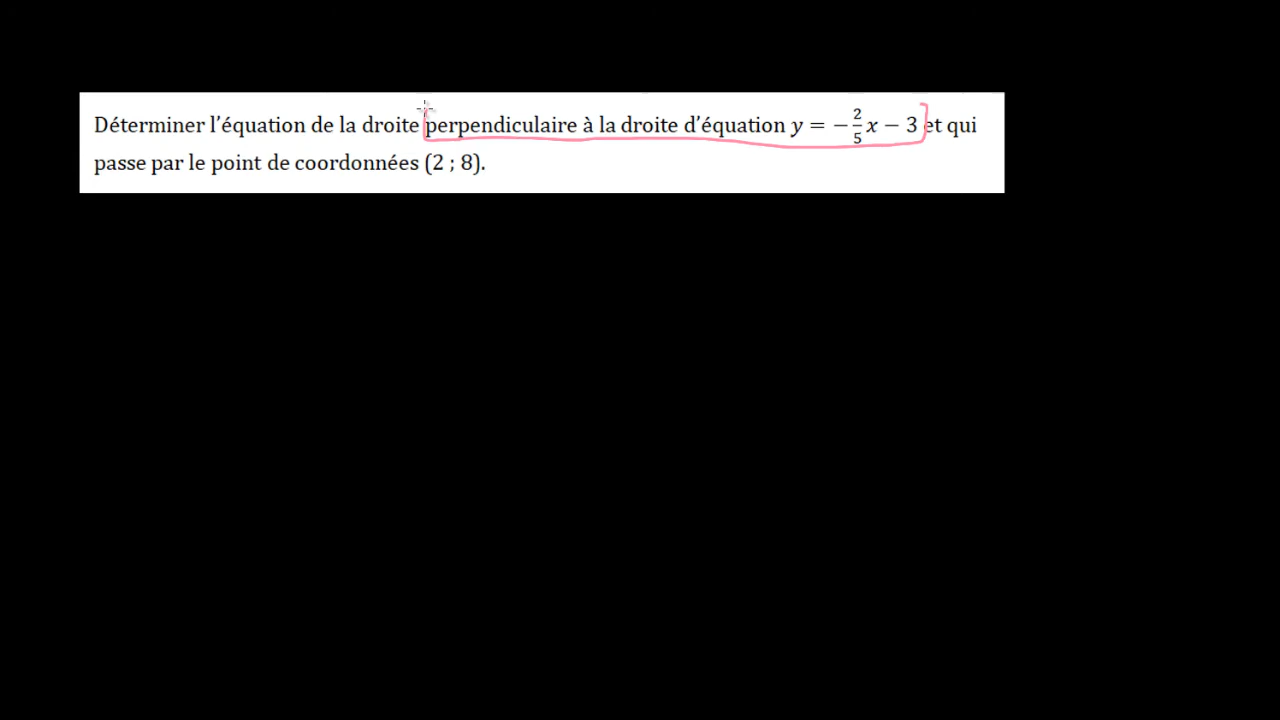 Déterminer l’équation de la droite perpendiculaire à la droite d’équation y = −2/5x − 3 et qui
passe par le point de coordonnées (2 ; 8).